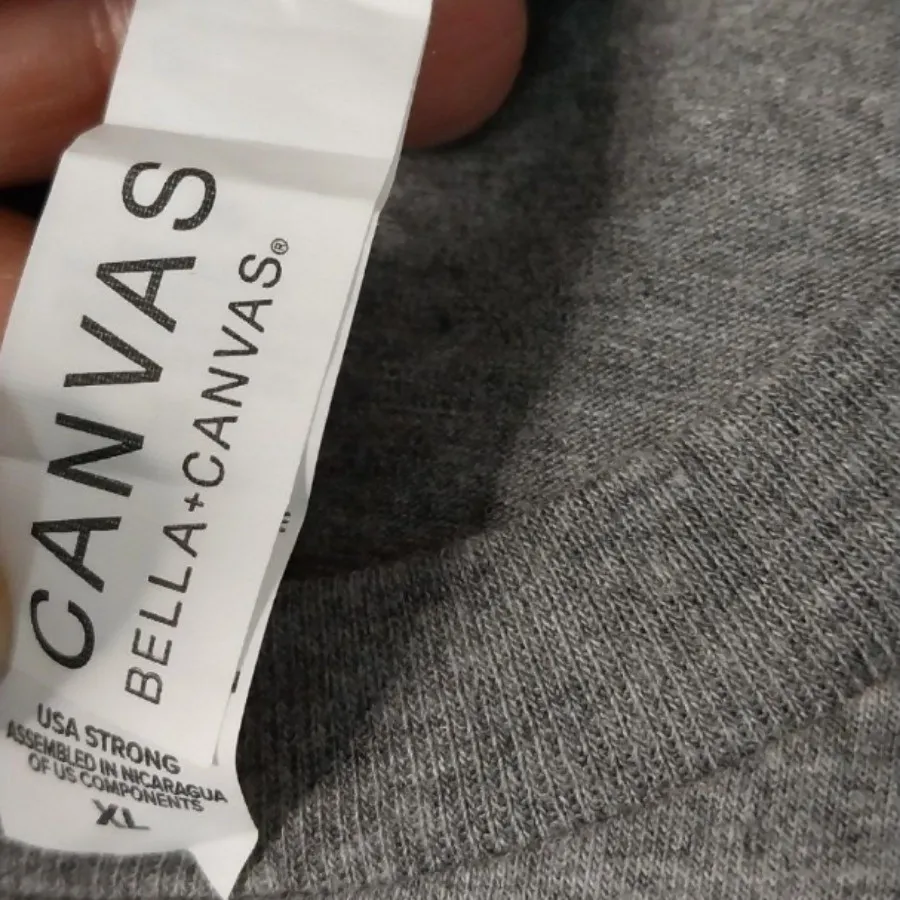 CANVAS
BELLA+CANVAS®
USA STRONG
ASSEMBLED IN NICARAGUA
OF US COMPONENTS
XL